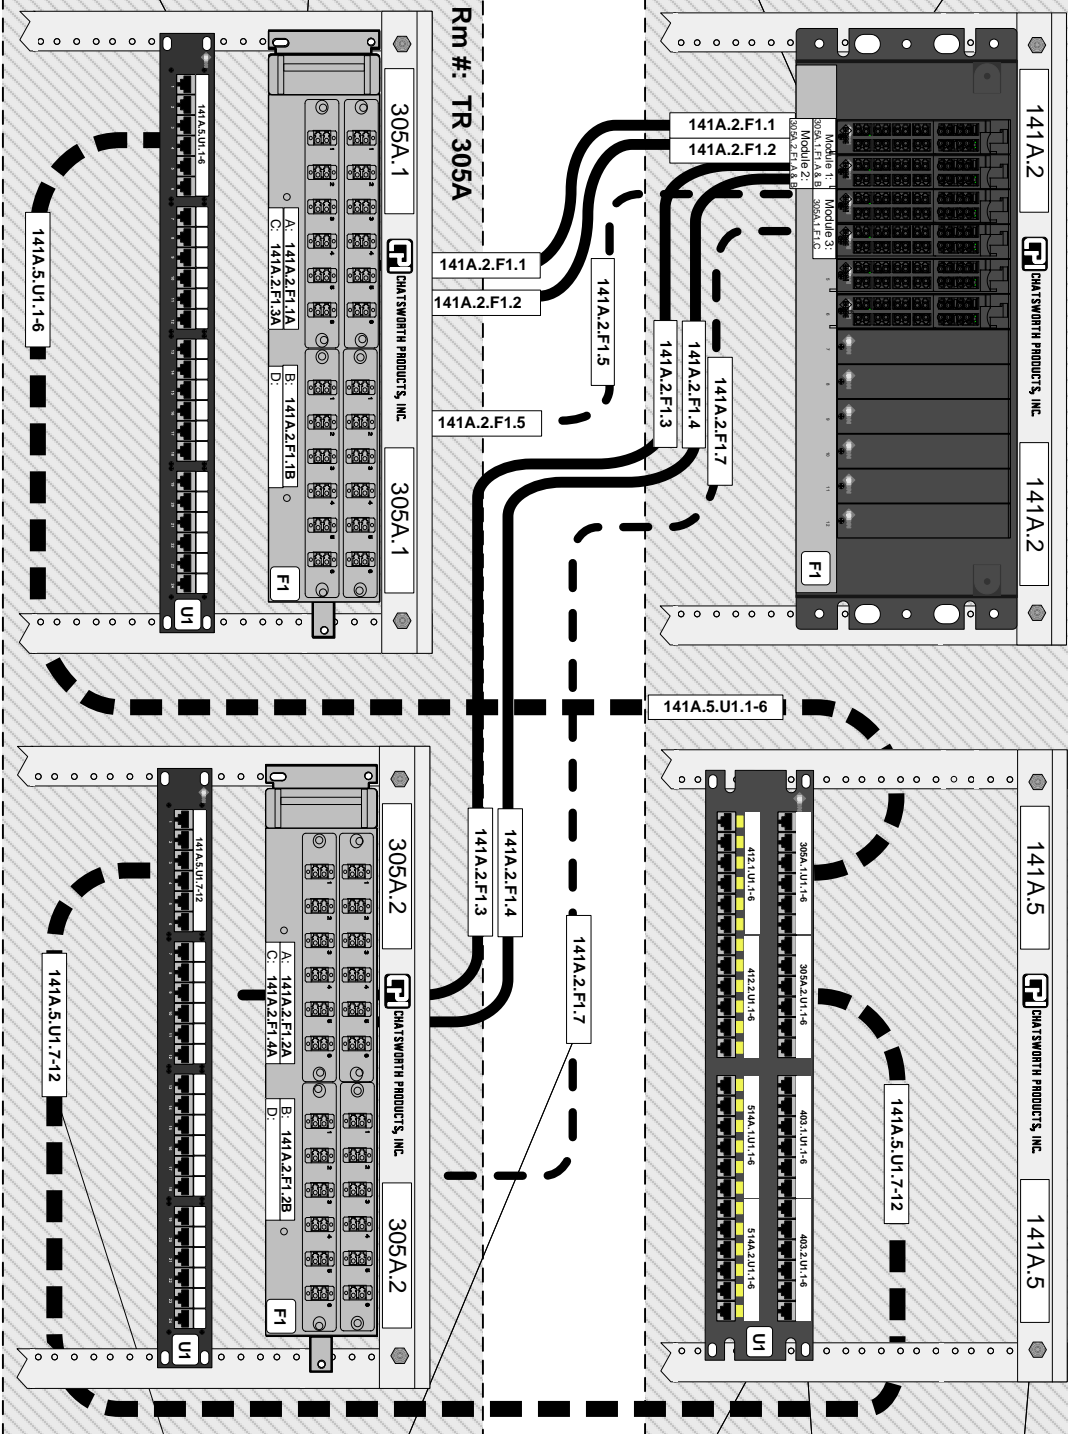 Rm #: TR 305A
141A.2
CHATSWORTH PRODUCTS, INC.
141A.2
Module 1:
305A.1.F1.A & B
Module 2:
305A.2.F1.A & B
Module 3:
305A.1.F1.C
F1
141A.2.F1.1
141A.2.F1.2
141A.2.F1.1
141A.2.F1.2
141A.2.F1.5
141A.2.F1.5
141A.2.F1.3
141A.2.F1.4
141A.2.F1.7
305A.1
CHATSWORTH PRODUCTS, INC.
305A.1
A: 141A.2.F1.1A
C: 141A.2.F1.3A
B: 141A.2.F1.1B
D:
F1
141A.5.U1.1-6
U1
141A.5.U1.1-6
141A.5.U1.1-6
141A.5
CHATSWORTH PRODUCTS, INC.
141A.5
305A.1.U1.1-6
305A.2.U1.1-6
403.1.U1.1-6
403.2.U1.1-6
412.1.U1.1-6
412.2.U1.1-6
514A.1.U1.1-6
514A.2.U1.1-6
U1
141A.5.U1.7-12
141A.2.F1.7
141A.2.F1.4
141A.2.F1.3
305A.2
CHATSWORTH PRODUCTS, INC.
305A.2
A: 141A.2.F1.2A
C: 141A.2.F1.4A
B: 141A.2.F1.2B
D:
F1
141A.5.U1.7-12
U1
141A.5.U1.7-12